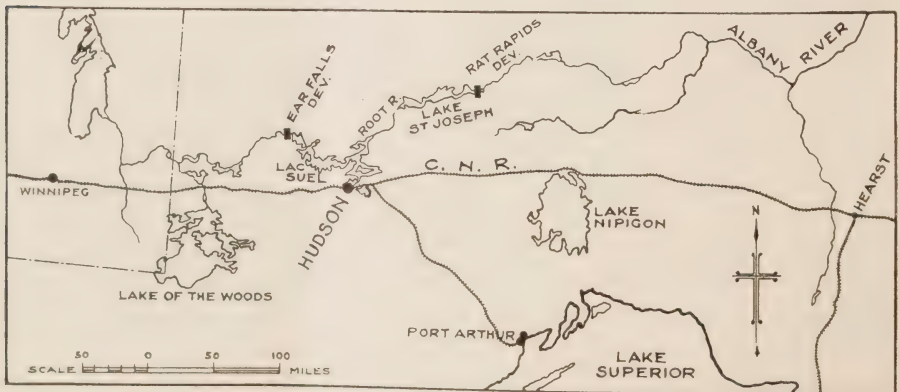 ALBANY RIVER
RAT RAPIDS
DEV.
EAR FALLS
DEV.
ROOT R.
LAKE
ST JOSEPH
LAC
SUEL
C. N. R.
WINNIPEG
HUDSON
HEARST
LAKE
NIPIGON
N
LAKE OF THE WOODS
PORT ARTHUR
LAKE
SUPERIOR
50 0 50 100
SCALE MILES